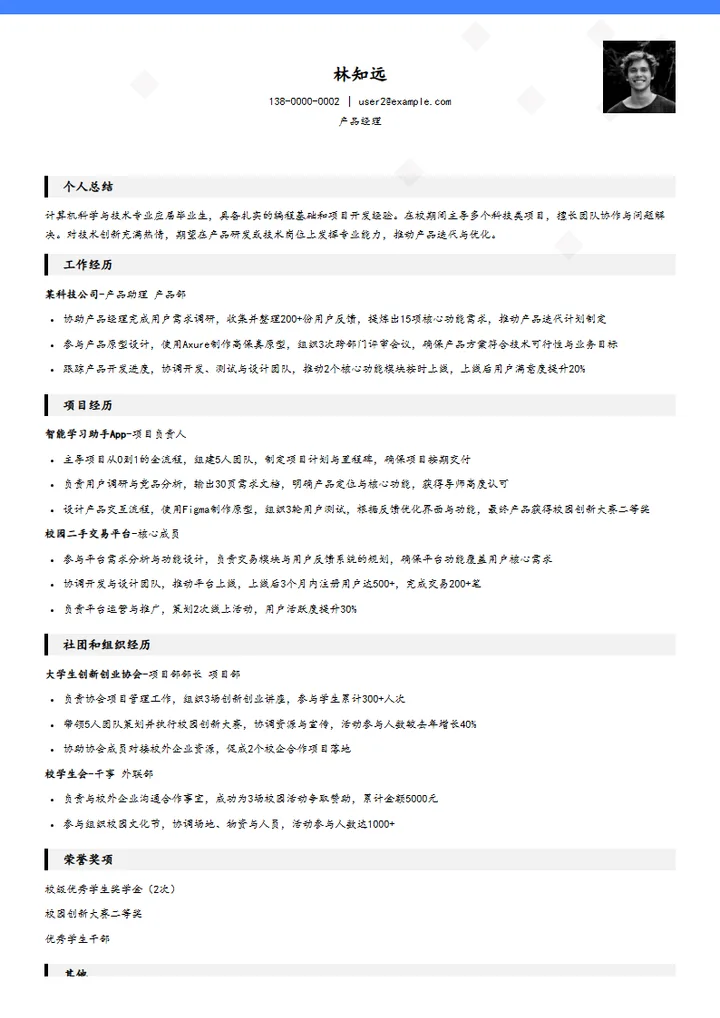 林知远
138-0000-0002 | user2@example.com
产品经理
个人总结
计算机科学与技术专业应届毕业生，具备扎实的编程基础和项目开发经验。在校期间主导多个科技类项目，擅长团队协作与问题解
决。对技术创新充满热情，期望在产品研发或技术岗位上发挥专业能力，推动产品迭代与优化。
工作经历
某科技公司-产品助理 产品部
• 协助产品经理完成用户需求调研，收集并整理200+份用户反馈，提炼出15项核心功能需求，推动产品迭代计划制定
• 参与产品原型设计，使用Axure制作高保真原型，组织3次跨部门评审会议，确保产品方案符合技术可行性与业务目标
• 跟踪产品开发进度，协调开发、测试与设计团队，推动2个核心功能模块按时上线，上线后用户满意度提升20%
项目经历
智能学习助手App-项目负责人
• 主导项目从0到1的全流程，组建5人团队，制定项目计划与里程碑，确保项目按期交付
• 负责用户调研与竞品分析，输出30页需求文档，明确产品定位与核心功能，获得导师高度认可
• 设计产品交互流程，使用Figma制作原型，组织3轮用户测试，根据反馈优化界面与功能，最终产品获得校园创新大赛二等奖
校园二手交易平台-核心成员
• 参与平台需求分析与功能设计，负责交易模块与用户反馈系统的规划，确保平台功能覆盖用户核心需求
• 协调开发与设计团队，推动平台上线，上线后3个月内注册用户达500+，完成交易200+笔
• 负责平台运营与推广，策划2次线上活动，用户活跃度提升30%
社团和组织经历
大学生创新创业协会-项目部部长 项目部
• 负责协会项目管理工作，组织3场创新创业讲座，参与学生累计300+人次
• 带领5人团队策划并执行校园创新大赛，协调资源与宣传，活动参与人数较去年增长40%
• 协助协会成员对接校外企业资源，促成2个校企合作项目落地
校学生会-干事 外联部
• 负责与校外企业沟通合作事宜，成功为3场校园活动争取赞助，累计金额5000元
• 参与组织校园文化节，协调场地、物资与人员，活动参与人数达1000+
荣誉奖项
校级优秀学生奖学金（2次）
校园创新大赛二等奖
优秀学生干部
其他